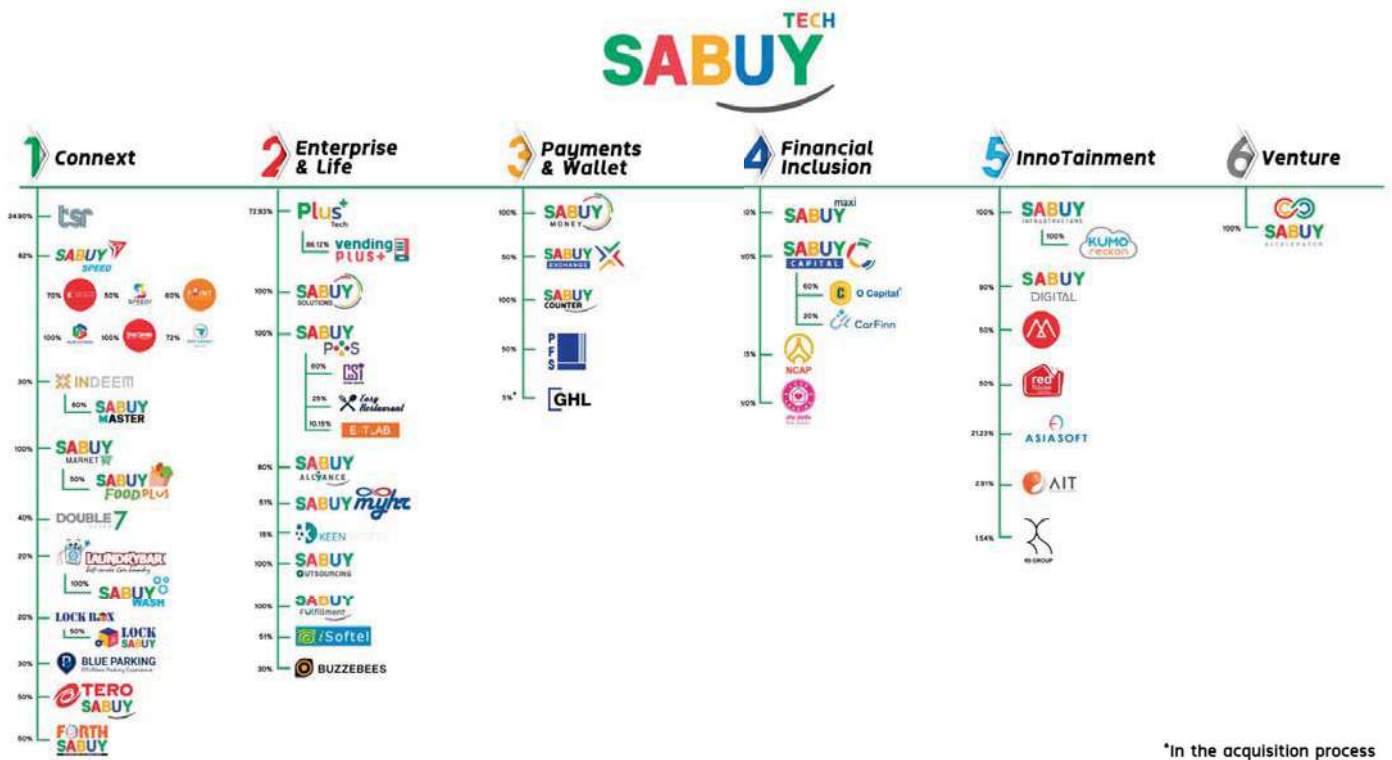 TECH
SABUY
1 Connext
24.90%
tsr
82%
SABUY
SPEED
70%
50%
SPEEDY
60%
POINT
100%
100%
72%
30%
INDEEM
60%
SABUY
MASTER
100%
SABUY
MARKET
50%
SABUY
FOOD PLUS
40%
DOUBLE 7
20%
LAUNDRYBAR
100%
SABUY
WASH
20%
LOCK BOX
50%
LOCK
SABUY
30%
BLUE PARKING
50%
TERO
SABUY
50%
FORTH
SABUY
2 Enterprise
& Life
72.93%
Plus+
Tech
86.12%
vending
PLUS+
100%
SABUY
SOLUTIONS
100%
SABUY
POS
60%
CSI
25%
Easy
Restaurant
10.15%
80%
SABUY
ALLYANCE
51%
SABUY myhr
15%
KEEN
100%
SABUY
OUTSOURCING
100%
SABUY
Fulfillment
51%
iSoftel
30%
BUZZEBEES
3 Payments
& Wallet
100%
SABUY
MONEY
50%
SABUY
EXCHANGE
100%
SABUY
COUNTER
50%
PFS
5%*
GHL
4 Financial
Inclusion
SABUY maxi
SABUY
CAPITAL
60%
O Capital*
20%
CarFinn
NCAP
5 InnoTainment
100%
SABUY
INFRASTRUCTURE
100%
KUMO
reckon
SABUY
DIGITAL
50%
50%
red
house
21.23%
ASIASOFT
2.91%
AIT
1.54%
RS GROUP
6 Venture
100%
SABUY
ACCELERATOR
*In the acquisition process